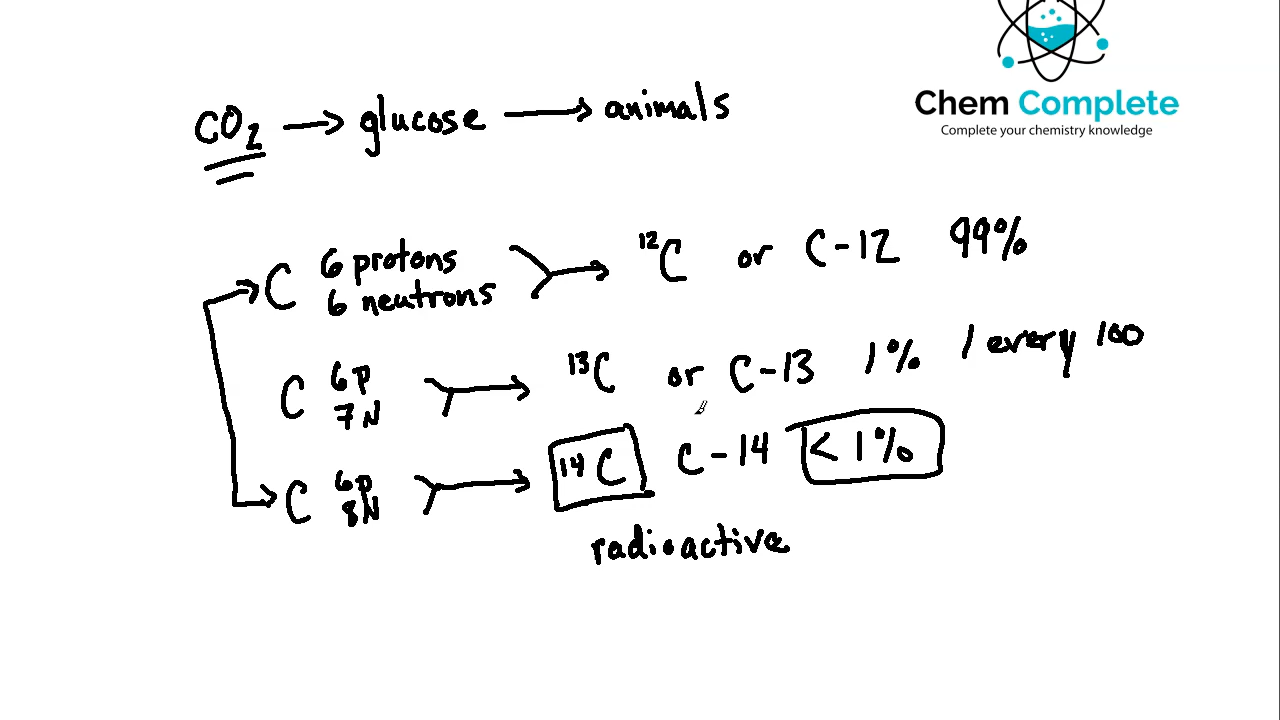 Chem Complete
Complete your chemistry knowledge
CO₂ → glucose → animals
C 6 protons 6 neutrons → ¹²C or C-12 99%
C 6p 7N → ¹³C or C-13 1% 1 every 100
C 6p 8N → ¹⁴C C-14 < 1%
radioactive